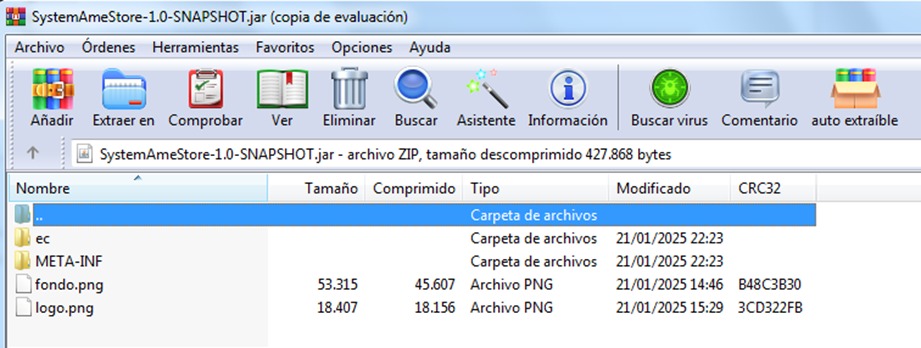 SystemAmeStore-1.0-SNAPSHOT.jar (copia de evaluación)
Archivo Órdenes Herramientas Favoritos Opciones Ayuda
Añadir Extraer en Comprobar Ver Eliminar Buscar Asistente Información Buscar virus Comentario auto extraíble
SystemAmeStore-1.0-SNAPSHOT.jar - archivo ZIP, tamaño descomprimido 427.868 bytes
Nombre Tamaño Comprimido Tipo Modificado CRC32
.. Carpeta de archivos
ec Carpeta de archivos 21/01/2025 22:23
META-INF Carpeta de archivos 21/01/2025 22:23
fondo.png 53.315 45.607 Archivo PNG 21/01/2025 14:46 B48C3B30
logo.png 18.407 18.156 Archivo PNG 21/01/2025 15:29 3CD322FB